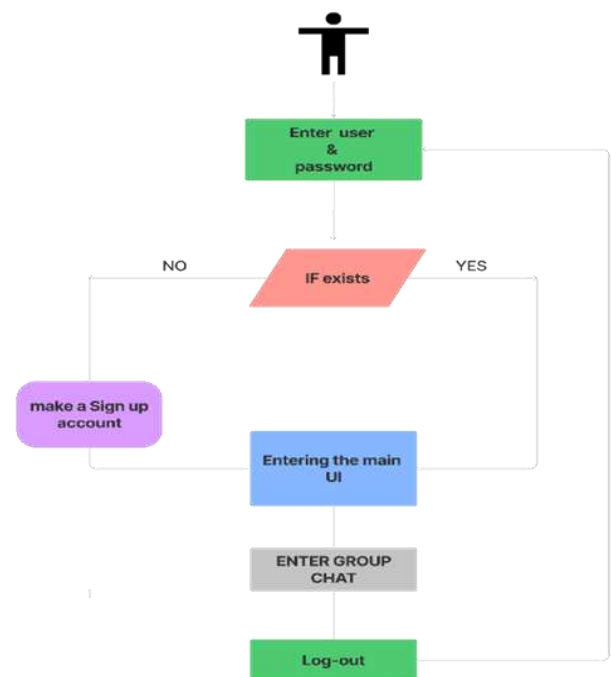 Enter user
&
password
NO
IF exists
YES
make a Sign up
account
Entering the main
UI
ENTER GROUP
CHAT
Log-out